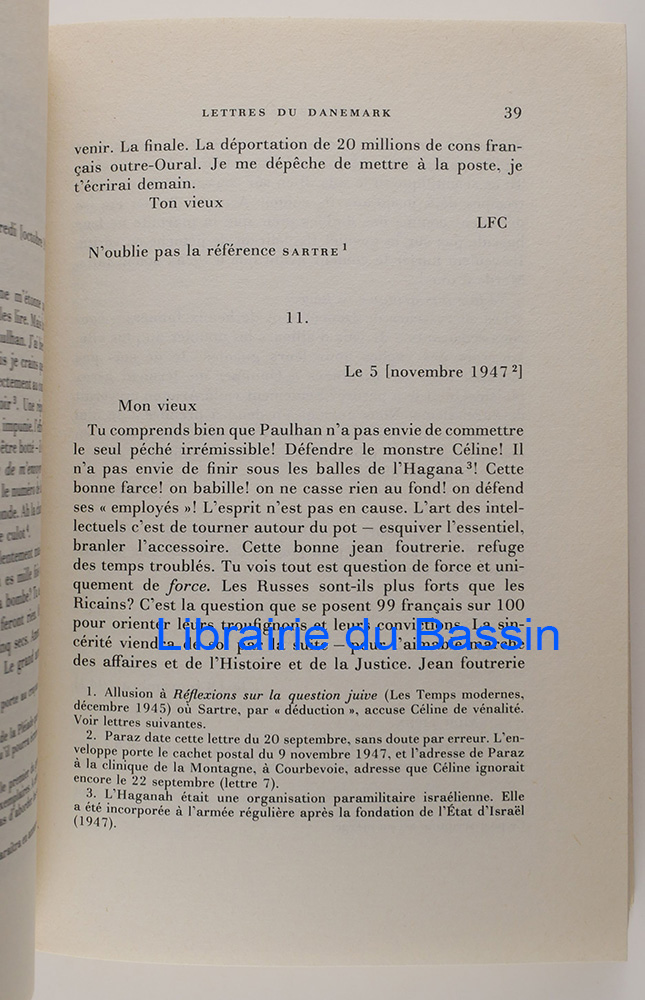 LETTRES DU DANEMARK 39
venir. La finale. La déportation de 20 millions de cons fran-
çais outre-Oural. Je me dépêche de mettre à la poste, je
t'écrirai demain.
Ton vieux
LFC
N'oublie pas la référence SARTRE 1
11.
Le 5 [novembre 1947 2]
Mon vieux
Tu comprends bien que Paulhan n'a pas envie de commettre
le seul péché irrémissible! Défendre le monstre Céline! Il
n'a pas envie de finir sous les balles de l'Hagana 3! Cette
bonne farce! on babille! on ne casse rien au fond! on défend
ses « employés »! L'esprit n'est pas en cause. L'art des intel-
lectuels c'est de tourner autour du pot — esquiver l'essentiel,
branler l'accessoire. Cette bonne jean foutrerie. refuge
des temps troublés. Tu vois tout est question de force et uni-
quement de force. Les Russes sont-ils plus forts que les
Ricains? C'est la question que se posent 99 français sur 100
pour orienter leurs troufignons et leurs convictions. La sin-
cérité viendra de soi par la suite — pour l'aimable marche
des affaires et de l'Histoire et de la Justice. Jean foutrerie
Librairie du Bassin
1. Allusion à Réflexions sur la question juive (Les Temps modernes,
décembre 1945) où Sartre, par « déduction », accuse Céline de vénalité.
Voir lettres suivantes.
2. Paraz date cette lettre du 20 septembre, sans doute par erreur. L'en-
veloppe porte le cachet postal du 9 novembre 1947, et l'adresse de Paraz
à la clinique de la Montagne, à Courbevoie, adresse que Céline ignorait
encore le 22 septembre (lettre 7).
3. L'Haganah était une organisation paramilitaire israélienne. Elle
a été incorporée à l'armée régulière après la fondation de l'État d'Israël
(1947).